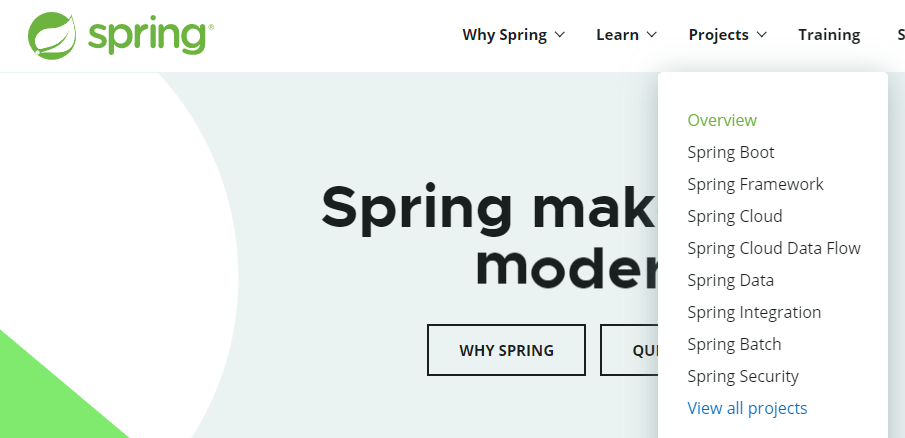 spring®
Why Spring
Learn
Projects
Training
S
Overview
Spring Boot
Spring Framework
Spring Cloud
Spring Cloud Data Flow
Spring Data
Spring Integration
Spring Batch
Spring Security
View all projects
Spring mak
moder
WHY SPRING
QUI